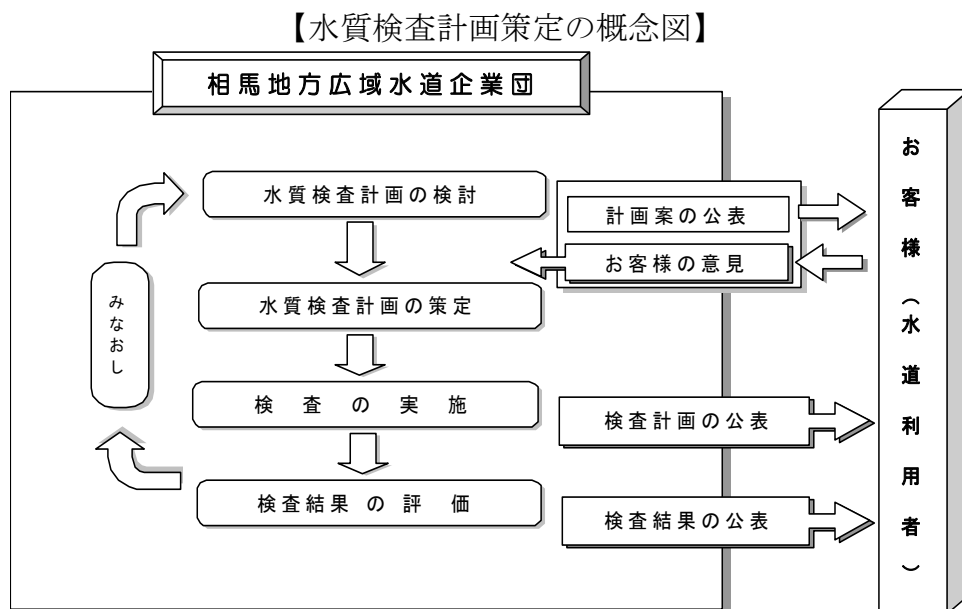 【水質検査計画策定の概念図】
相馬地方広域水道企業団
水質検査計画の検討
計画案の公表
お客様の意見
水質検査計画の策定
みなおし
検査の実施
検査計画の公表
検査結果の評価
検査結果の公表
お客様（水道利用者）